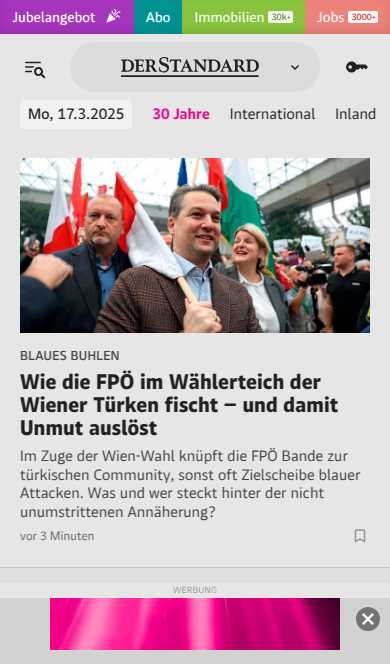 Jubelangebot Abo Immobilien 30k+ Jobs 3000+
DERSTANDARD
Mo, 17.3.2025 30 Jahre International Inland
BLAUES BUHLEN
Wie die FPÖ im Wählerteich der
Wiener Türken fischt – und damit
Unmut auslöst
Im Zuge der Wien-Wahl knüpft die FPÖ Bande zur
türkischen Community, sonst oft Zielscheibe blauer
Attacken. Was und wer steckt hinter der nicht
unumstrittenen Annäherung?
vor 3 Minuten
WERBUNG